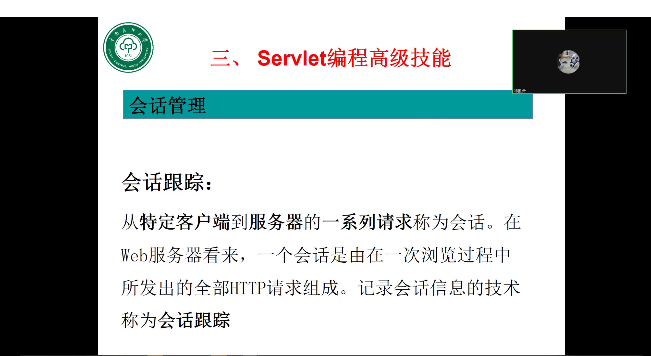 三、 Servlet编程高级技能
会话管理
会话跟踪：
从特定客户端到服务器的一系列请求称为会话。在
Web服务器看来，一个会话是由在一次浏览过程中
所发出的全部HTTP请求组成。记录会话信息的技术
称为会话跟踪